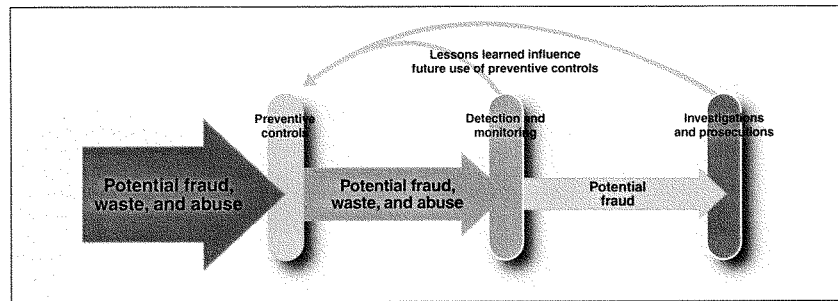 Lessons learned influence
future use of preventive controls
Preventive
controls
Detection and
monitoring
Investigations
and prosecutions
Potential fraud,
waste, and abuse
Potential fraud,
waste, and abuse
Potential
fraud